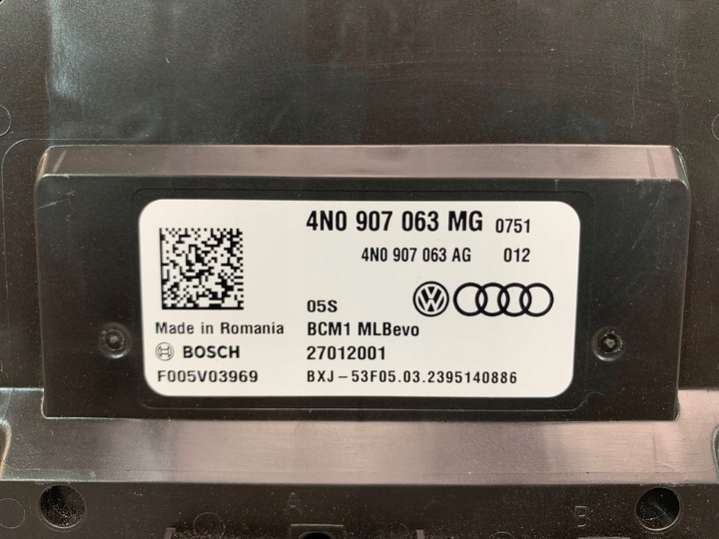 4N0 907 063 MG 0751
4N0 907 063 AG 012
05S
Made in Romania BCM1 MLBevo
BOSCH 27012001
F005V03969 BXJ-53F05.03.2395140886
A B